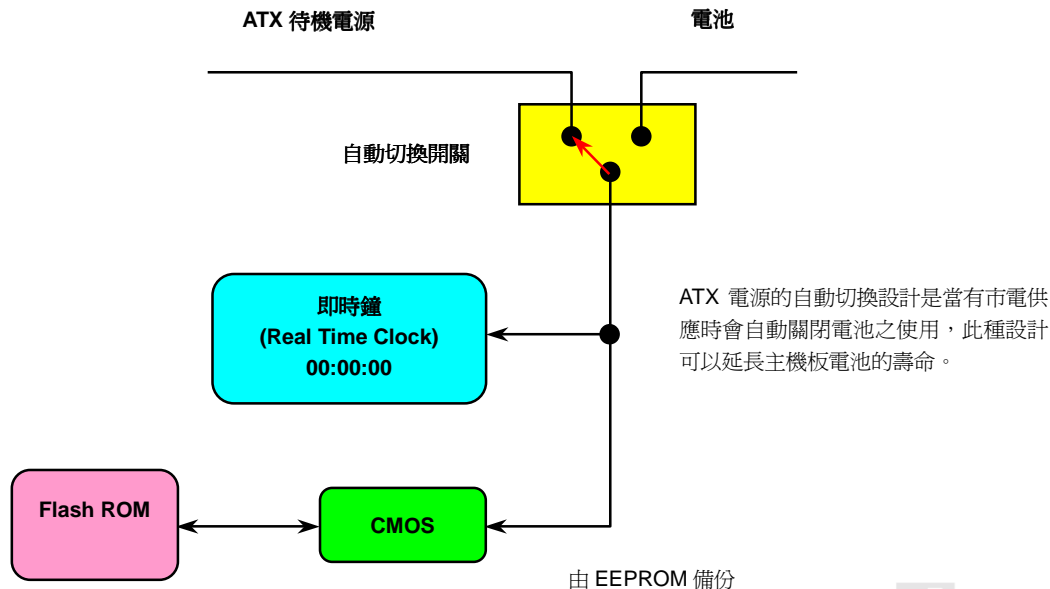 ATX 待機電源
電池
自動切換開關
即時鐘
(Real Time Clock)
00:00:00
ATX 電源的自動切換設計是當有市電供
應時會自動關閉電池之使用，此種設計
可以延長主機板電池的壽命。
Flash ROM
CMOS
由 EEPROM 備份